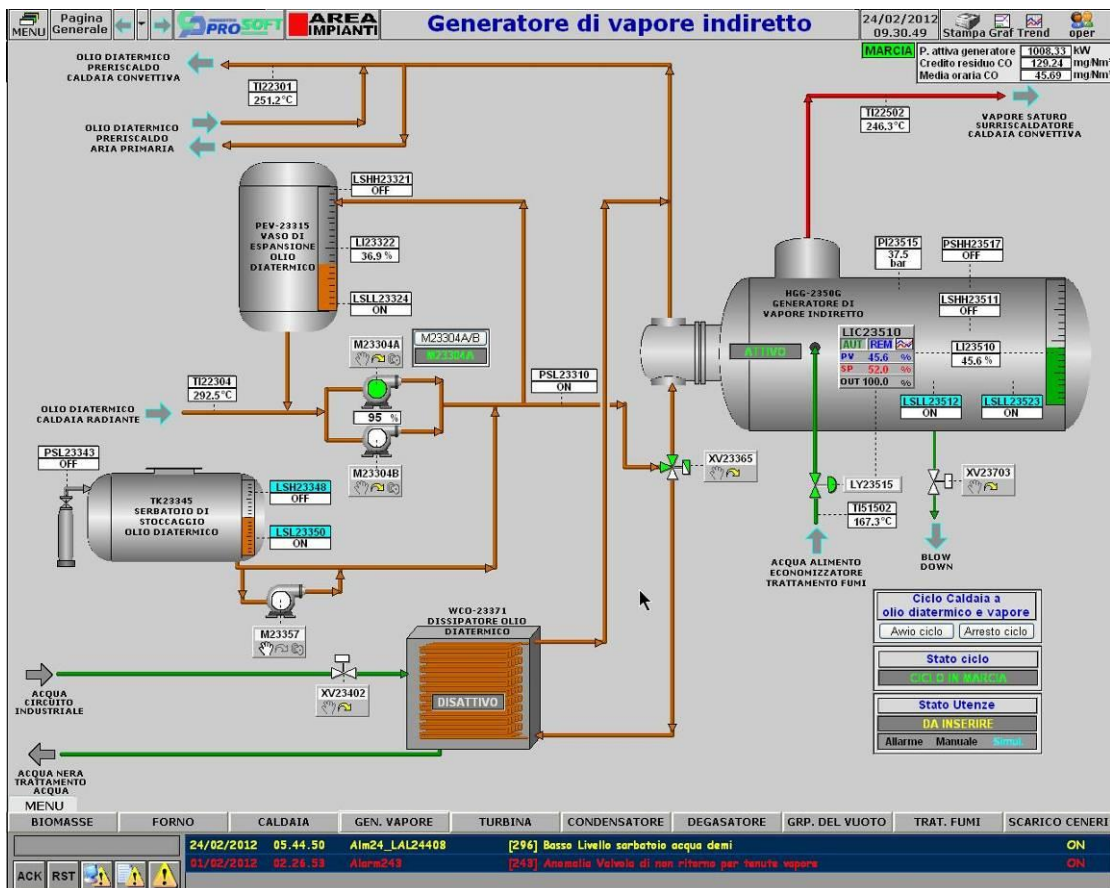 MENU
Pagina
Generale
PROSOFT
AREA
IMPIANTI
Generatore di vapore indiretto
24/02/2012
09.30.49
Stampa Graf Trend
oper
MARCIA
P. attiva generatore 1008.33 kW
Credito residuo CO 129.24 mg/Nm³
Media oraria CO 45.69 mg/Nm³
OLIO DIATERMICO
PRERISCALDO
CALDAIA CONVETTIVA
TI22301
251.2°C
OLIO DIATERMICO
PRERISCALDO
ARIA PRIMARIA
TI22502
246.3°C
VAPORE SATURO
SURRISCALDATORE
CALDAIA CONVETTIVA
LSHH23321
OFF
PEV-23315
VASO DI
ESPANSIONE
OLIO
DIATERMICO
LI23322
36.9 %
LSLL23324
ON
PI23515
37.5
bar
PSHH23517
OFF
HGG-2350G
GENERATORE DI
VAPORE INDIRETTO
LSHH23511
OFF
LIC23510
AUT REM
PV 45.6 %
SP 52.0 %
OUT 100.0 %
LI23510
45.6 %
ATTIVO
LSLL23512
ON
LSLL23523
ON
M23304A
M23304A/B
M23304A
TI22304
292.5°C
PSL23310
ON
OLIO DIATERMICO
CALDAIA RADIANTE
95 %
M23304B
PSL23343
OFF
TK23345
SERBATOIO DI
STOCCAGGIO
OLIO DIATERMICO
LSH23348
OFF
LSL23350
ON
XV23365
LY23515
TI51502
167.3°C
XV23703
ACQUA ALIMENTO
ECONOMIZZATORE
TRATTAMENTO FUMI
BLOW
DOWN
M23357
WCO-23371
DISSIPATORE OLIO
DIATERMICO
DISATTIVO
XV23402
ACQUA
CIRCUITO
INDUSTRIALE
ACQUA NERA
TRATTAMENTO
ACQUA
Ciclo Caldaia a
olio diatermico e vapore
Avvio ciclo Arresto ciclo
Stato ciclo
CICLO IN MARCIA
Stato Utenze
DA INSERIRE
Allarme Manuale Simul.
MENU
BIOMASSE FORNO CALDAIA GEN. VAPORE TURBINA CONDENSATORE DEGASATORE GRP. DEL VUOTO TRAT. FUMI SCARICO CENERI
24/02/2012 05.44.50 Alm24_LAL24408 [296] Basso Livello serbatoio acqua demi ON
01/02/2012 02.26.53 Alarm243 [243] Anomalia Valvola di non ritorno per tenute vapore ON
ACK RST